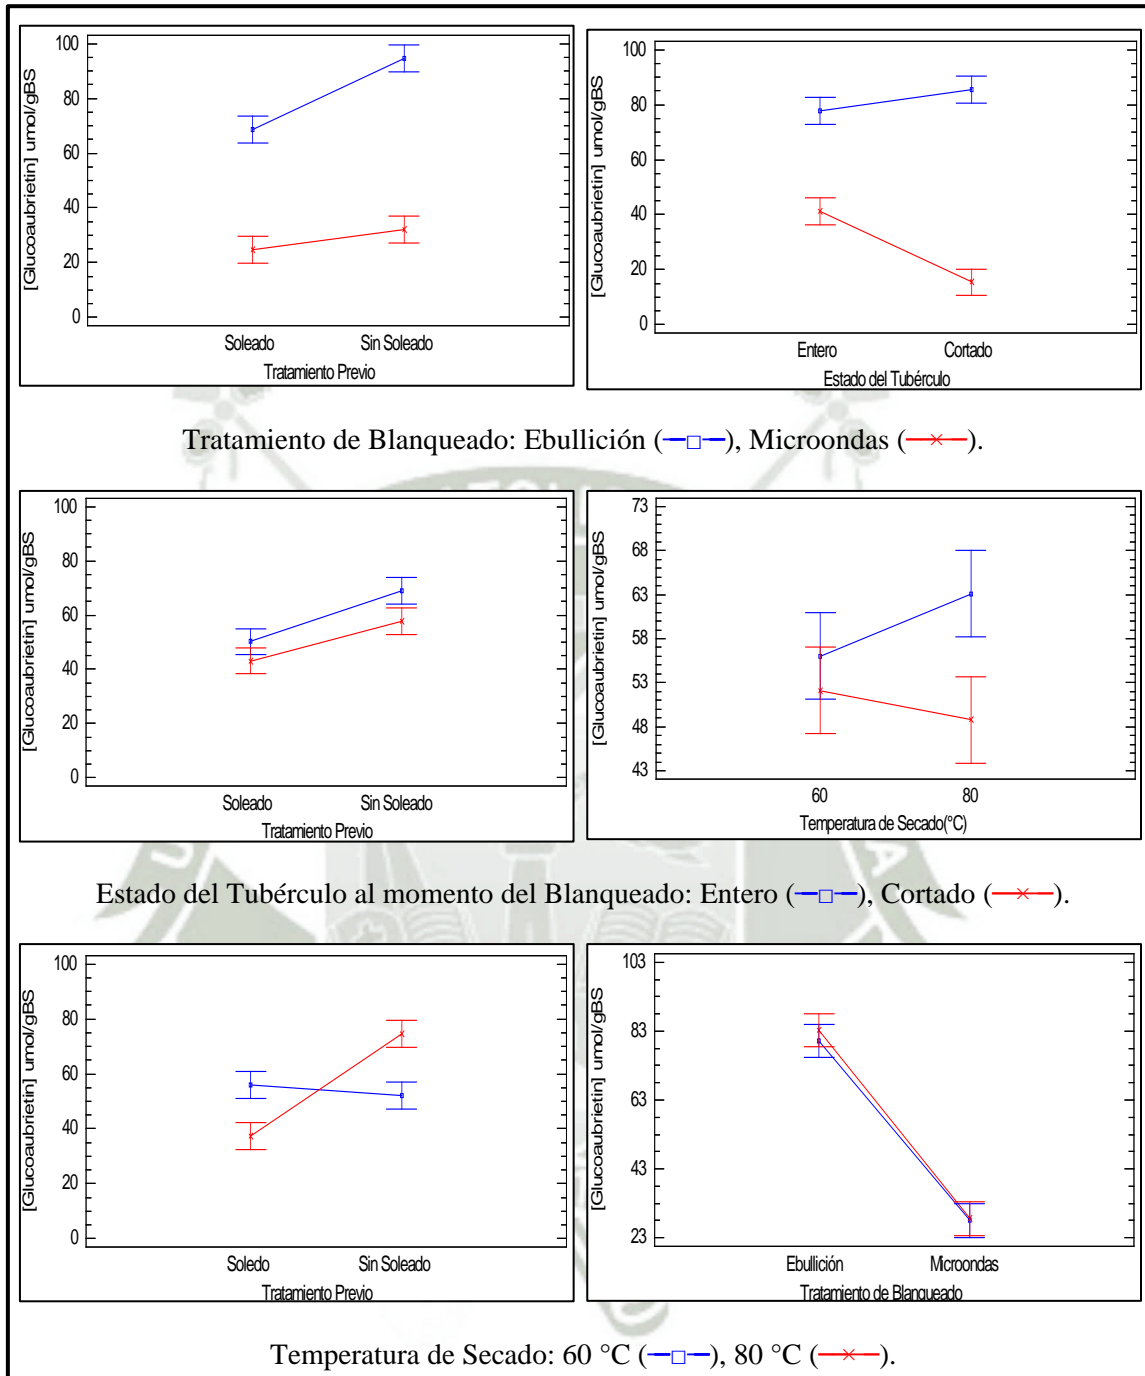 [Glucoaubrietin] umol/gBS
100
80
60
40
20
0
Soleado Sin Soleado
Tratamiento Previo
[Glucoaubrietin] umol/gBS
100
80
60
40
20
0
Entero Cortado
Estado del Tubérculo
Tratamiento de Blanqueado: Ebullición (—□—), Microondas (—×—).
[Glucoaubrietin] umol/gBS
100
80
60
40
20
0
Soleado Sin Soleado
Tratamiento Previo
[Glucoaubrietin] umol/gBS
73
68
63
58
53
48
43
60 80
Temperatura de Secado(°C)
Estado del Tubérculo al momento del Blanqueado: Entero (—□—), Cortado (—×—).
[Glucoaubrietin] umol/gBS
100
80
60
40
20
0
Soledo Sin Soleado
Tratamiento Previo
[Glucoaubrietin] umol/gBS
103
83
63
43
23
Ebullición Microondas
Tratamiento de Blanqueado
Temperatura de Secado: 60 °C (—□—), 80 °C (—×—).